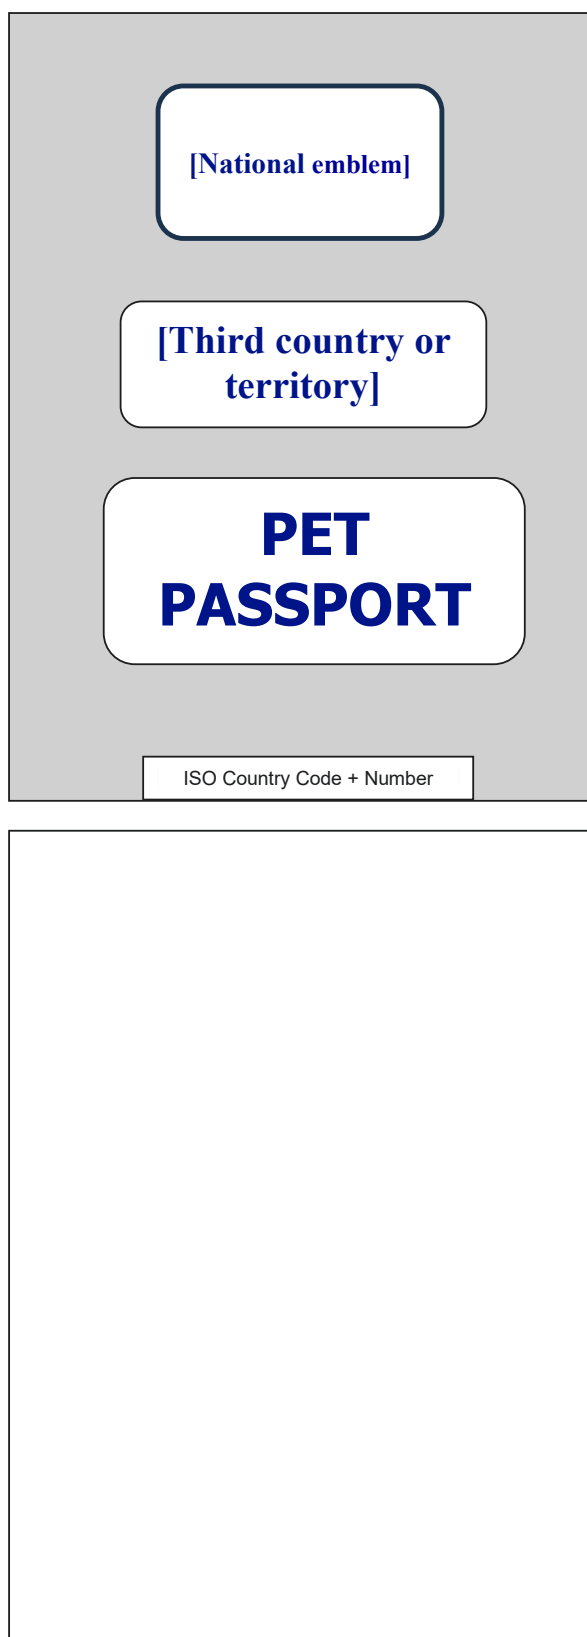 [National emblem]
[Third country or
territory]
PET
PASSPORT
ISO Country Code + Number